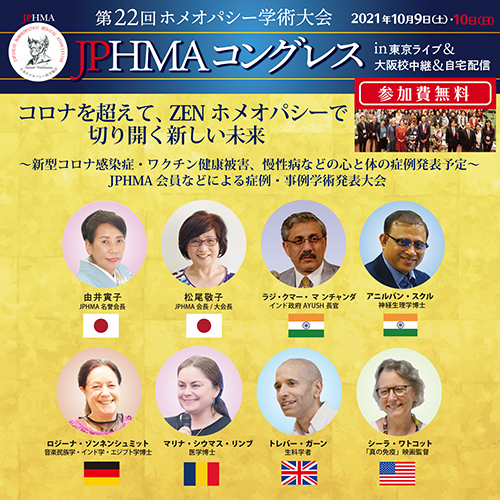 JPHMA
第22回 ホメオパシー学術大会
2021年10月9日(土)・10日(日)
JPHMAコングレス
in 東京ライブ&
大阪校中継&自宅配信
参加費無料
コロナを超えて、ZEN ホメオパシーで
切り開く新しい未来
〜新型コロナ感染症・ワクチン健康被害、慢性病などの心と体の症例発表予定〜
JPHMA 会員などによる症例・事例学術発表大会
由井寅子
JPHMA 名誉会長
松尾敬子
JPHMA 会長 / 大会長
ラジ・クマー・マンチャンダ
インド政府 AYUSH 長官
アニルバン・スクル
神経生理学博士
ロジーナ・ゾンネンシュミット
音楽民族学・インド学・エジプト学博士
マリナ・シウマス・リンブ
医学博士
トレバー・ガーン
生科学者
シーラ・ワトコット
「真の免疫」映画監督